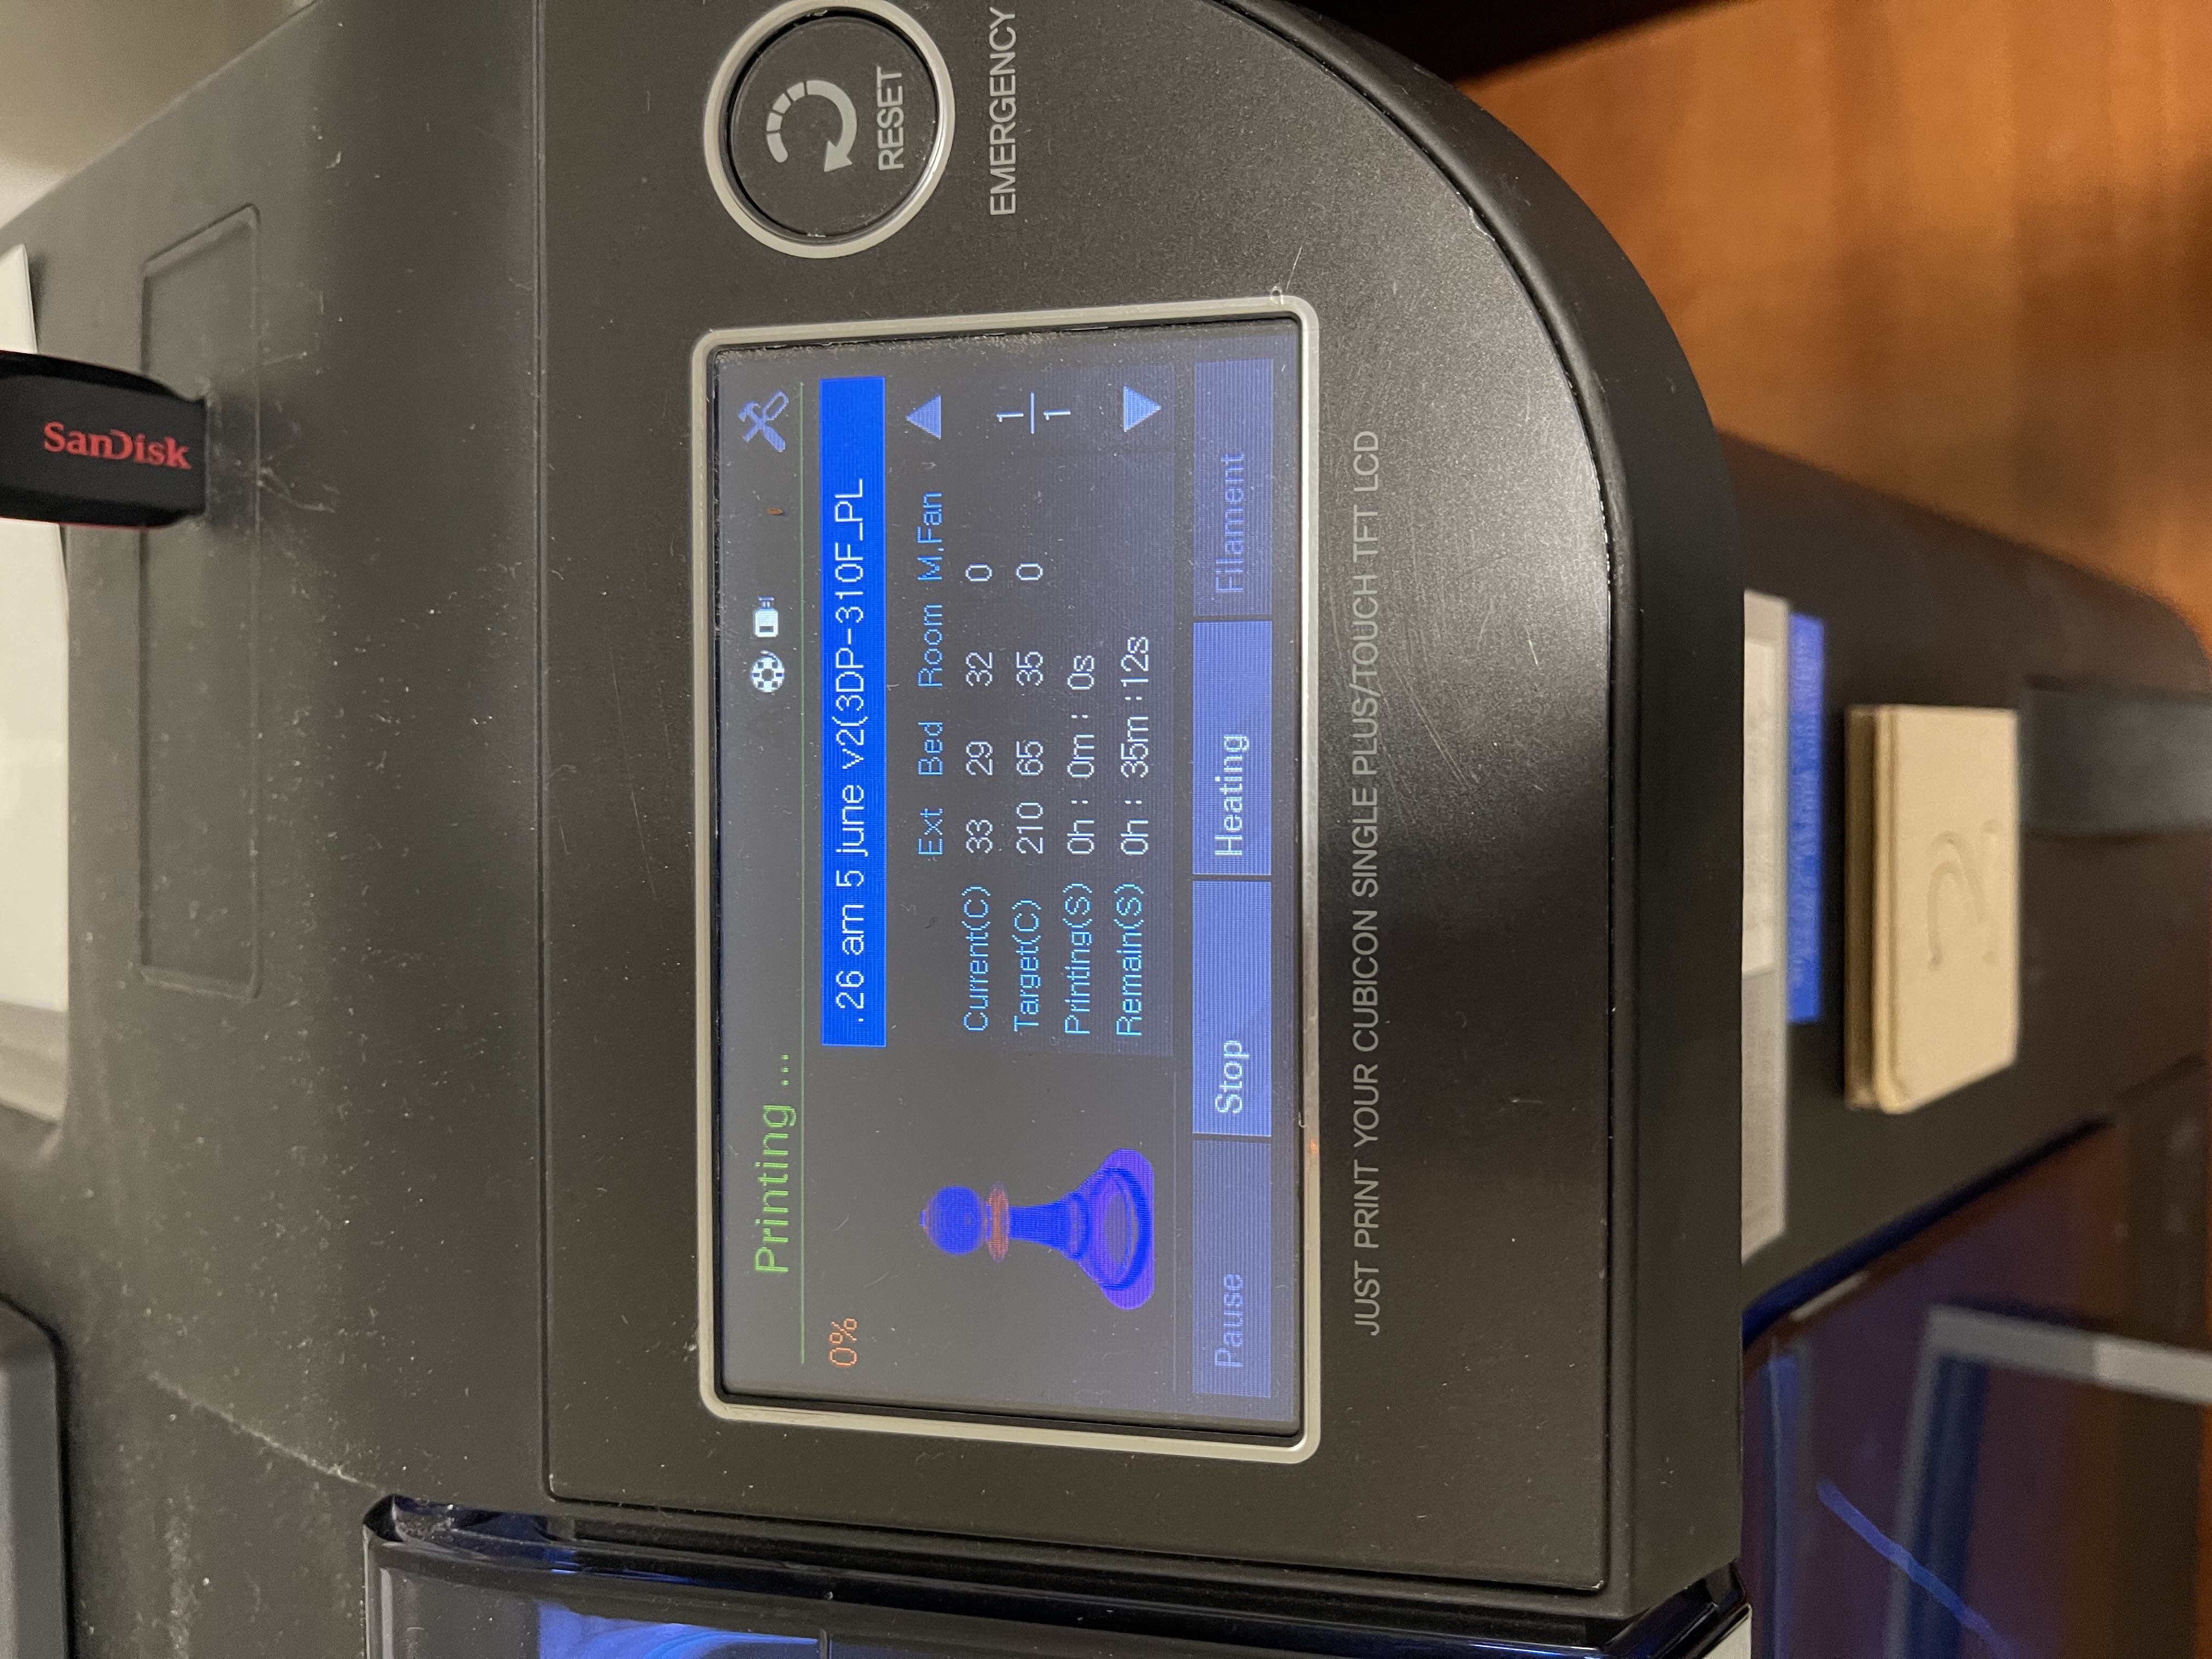 SanDisk
Printing ...
0%
.26 am 5 june v2(3DP-310F_PL
Ext Bed Room M.Fan
Current(C) 33 29 32 0
Target(C) 210 65 35 0
1
1
Printing(S) 0h : 0m : 0s
Remain(S) 0h : 35m :12s
Pause Stop Heating Filament
RESET
EMERGENCY
JUST PRINT YOUR CUBICON SINGLE PLUS/TOUCH TFT LCD